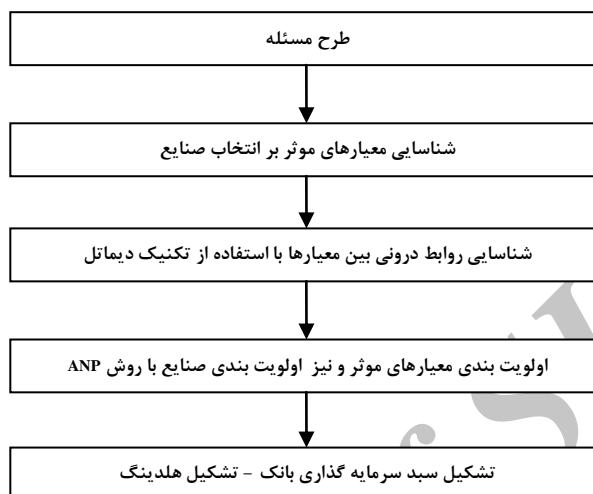 طرح مسئله
شناسایی معیارهای موثر بر انتخاب صنایع
شناسایی روابط درونی بین معیارها با استفاده از تکنیک دیماتل
اولویت بندی معیارهای موثر و نیز اولویت بندی صنایع با روش ANP
تشکیل سبد سرمایه گذاری بانک – تشکیل هلدینگ